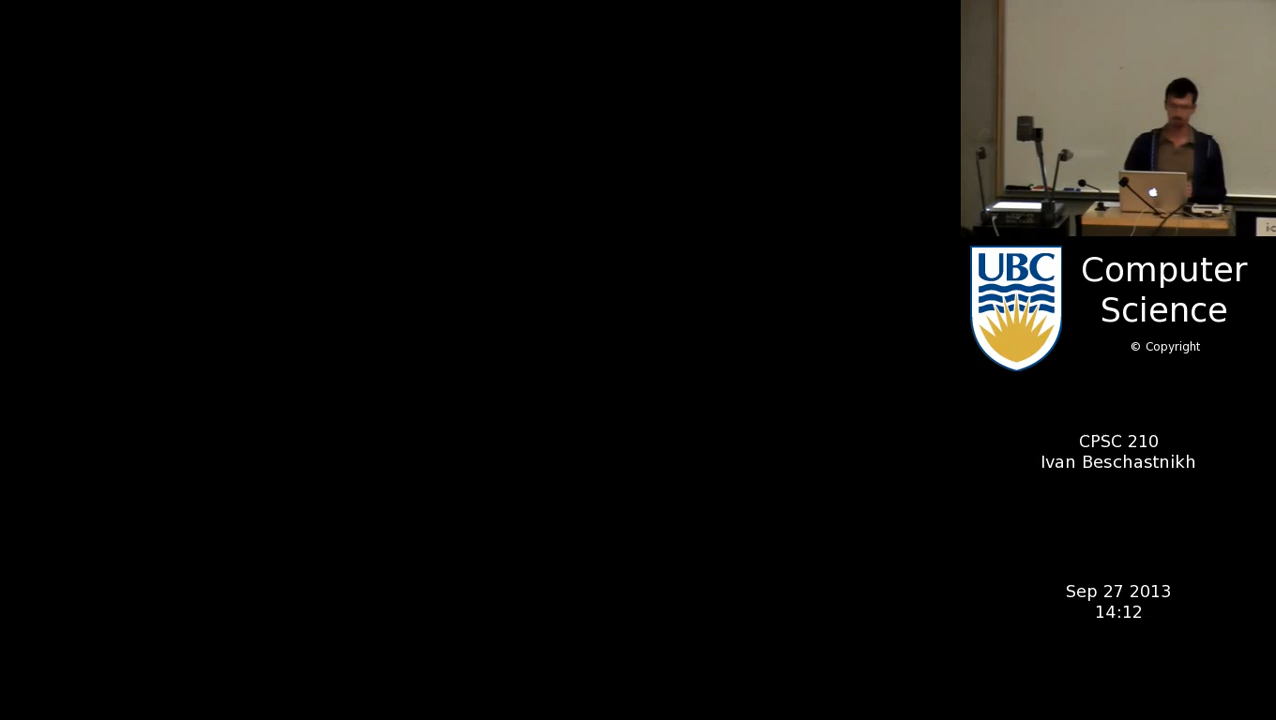 UBC
Computer
Science
© Copyright
CPSC 210
Ivan Beschastnikh
Sep 27 2013
14:12